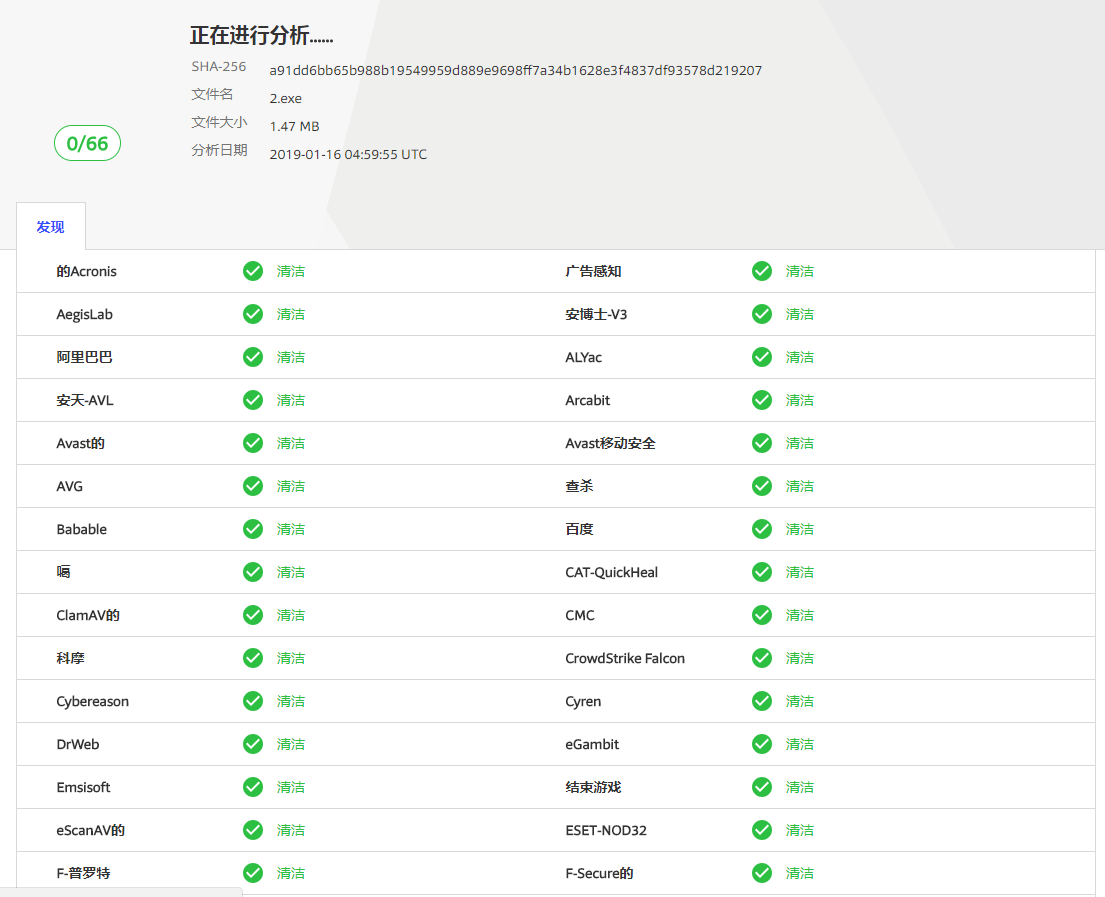 正在进行分析......
SHA-256 a91dd6bb65b988b19549959d889e9698ff7a34b1628e3f4837df93578d219207
文件名 2.exe
文件大小 1.47 MB
分析日期 2019-01-16 04:59:55 UTC
0/66
发现
的Acronis 清洁 广告感知 清洁
AegisLab 清洁 安博士-V3 清洁
阿里巴巴 清洁 ALYac 清洁
安天-AVL 清洁 Arcabit 清洁
Avast的 清洁 Avast移动安全 清洁
AVG 清洁 查杀 清洁
Babable 清洁 百度 清洁
噶 清洁 CAT-QuickHeal 清洁
ClamAV的 清洁 CMC 清洁
科摩 清洁 CrowdStrike Falcon 清洁
Cybereason 清洁 Cyren 清洁
DrWeb 清洁 eGambit 清洁
Emsisoft 清洁 结束游戏 清洁
eScanAV的 清洁 ESET-NOD32 清洁
F-普罗特 清洁 F-Secure的 清洁